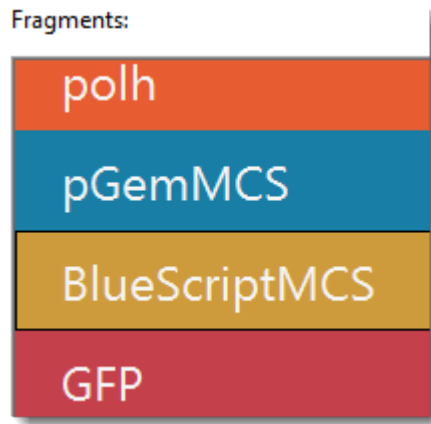 Fragments:
polh
pGemMCS
BlueScriptMCS
GFP